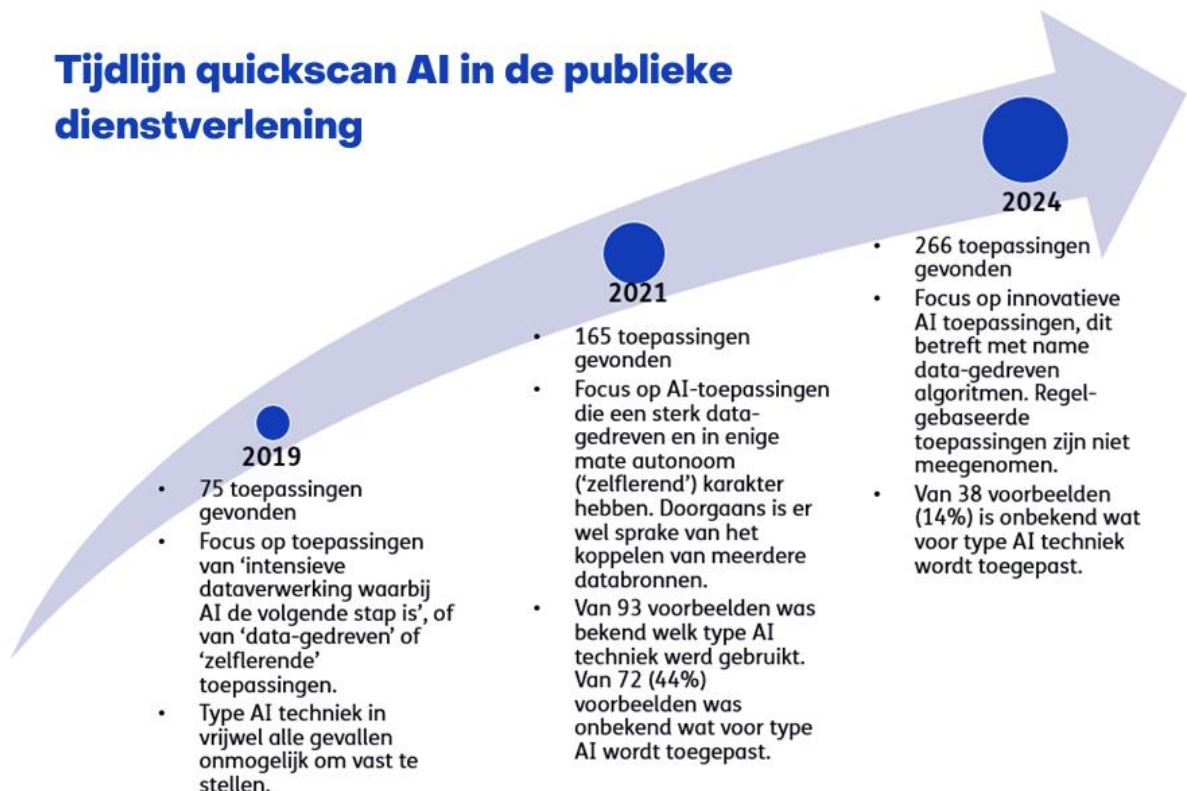 Tijdlijn quickscan AI in de publieke
dienstverlening
2019
• 75 toepassingen
gevonden
• Focus op toepassingen
van ‘intensieve
dataverwerking waarbij
AI de volgende stap is’, of
van ‘data-gedreven’ of
‘zelflerende’
toepassingen.
• Type AI techniek in
vrijwel alle gevallen
onmogelijk om vast te
stellen.
2021
• 165 toepassingen
gevonden
• Focus op AI-toepassingen
die een sterk data-
gedreven en in enige
mate autonoom
(‘zelflerend’) karakter
hebben. Doorgaans is er
wel sprake van het
koppelen van meerdere
databronnen.
• Van 93 voorbeelden was
bekend welk type AI
techniek werd gebruikt.
Van 72 (44%)
voorbeelden was
onbekend wat voor type
AI wordt toegepast.
2024
• 266 toepassingen
gevonden
• Focus op innovatieve
AI toepassingen, dit
betreft met name
data-gedreven
algoritmen. Regel-
gebaseerde
toepassingen zijn niet
meegenomen.
• Van 38 voorbeelden
(14%) is onbekend wat
voor type AI techniek
wordt toegepast.